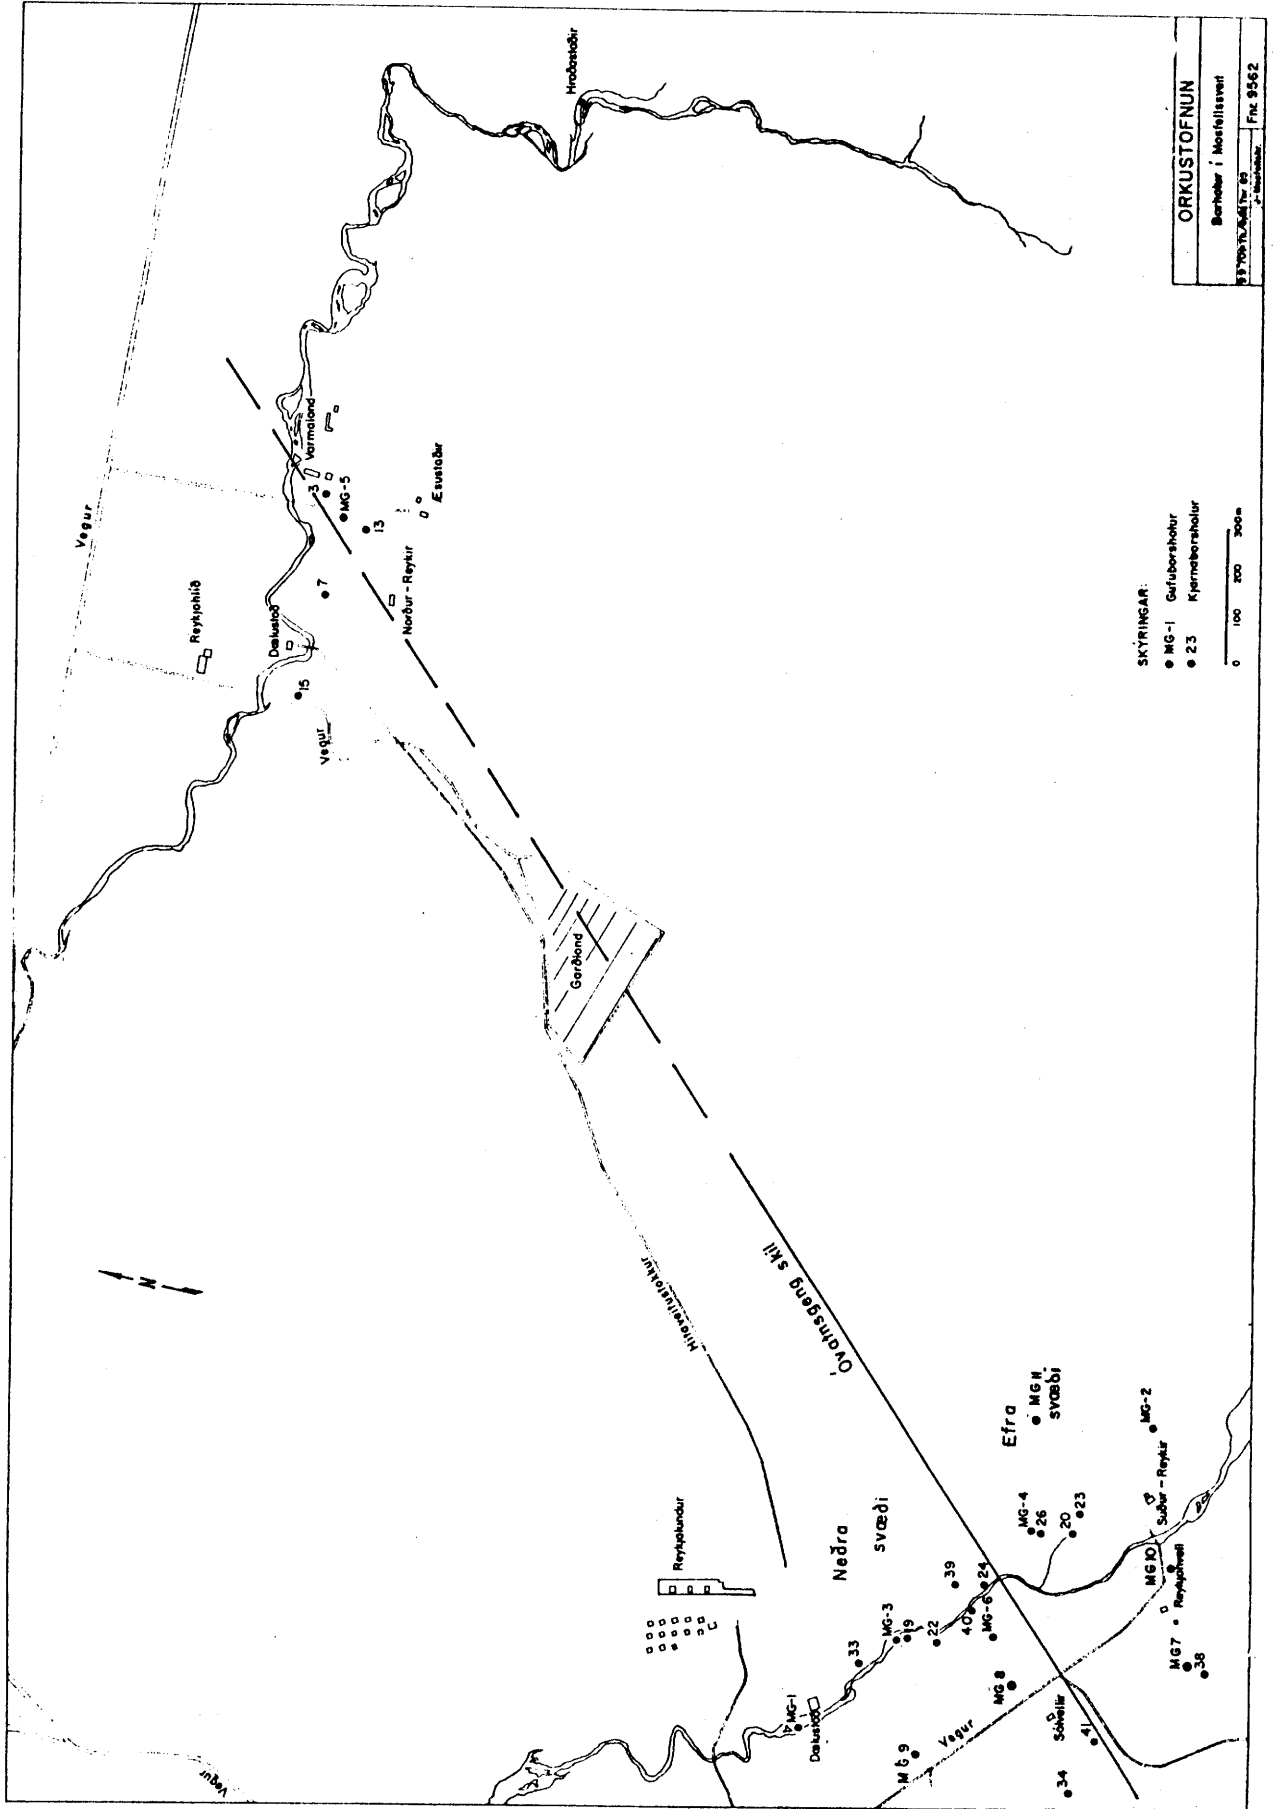 ORKUSTOFNUN
Borholur í Mosfellssveit
Fnr. 9562
Hraðastaðir
Vegur
Varmaland
3
MG-5
13
Æsustaðir
Reykjahlíð
7
Dælustöð
Norður-Reykir
15
Vegur
Garðlönd
SKÝRINGAR:
MG-1 Gufuborsholur
23 Kjarnaborsholur
0 100 200 300m
N
Hitaveitustokkur
Óvatnsgeng skil
Efra
svæði
MG 11
MG-2
Suður-Reykir
MG-4
26
20
23
Neðra
svæði
Reykjalundur
39
24
40
MG-6
MG 10
Reykjahvoll
MG-3
19
22
33
MG7
38
MG 8
MG-1
Dælustöð
MG 9
Vegur
Sólvellir
41
34
Vegur